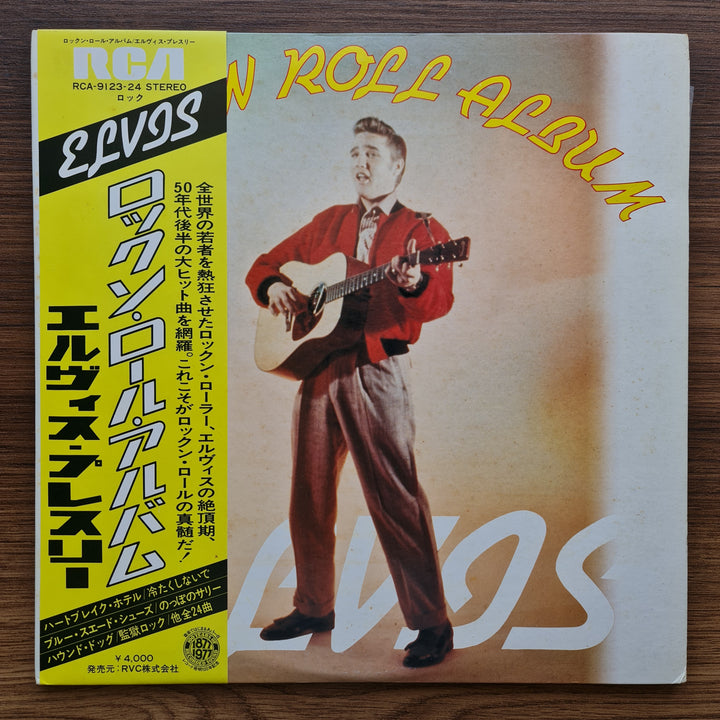 ロックン・ロール・アルバム/エルヴィス・プレスリー
RCA
RCA-9123-24 STEREO
ロック
ELVIS
ロックン・ロール・アルバム
エルヴィス・プレスリー
全世界の若者を熱狂させたロックン・ローラー、エルヴィスの絶頂期、
50年代後半の大ヒット曲を網羅。これこそがロックン・ロールの真髄だ!
ハートブレイク・ホテル/冷たくしないで
ブルー・スエード・シューズ/のっぽのサリー
ハウンド・ドッグ/監獄ロック/他全24曲
¥4,000
発売元:RVC株式会社
1877
1977
N ROLL ALBUM
LVIS